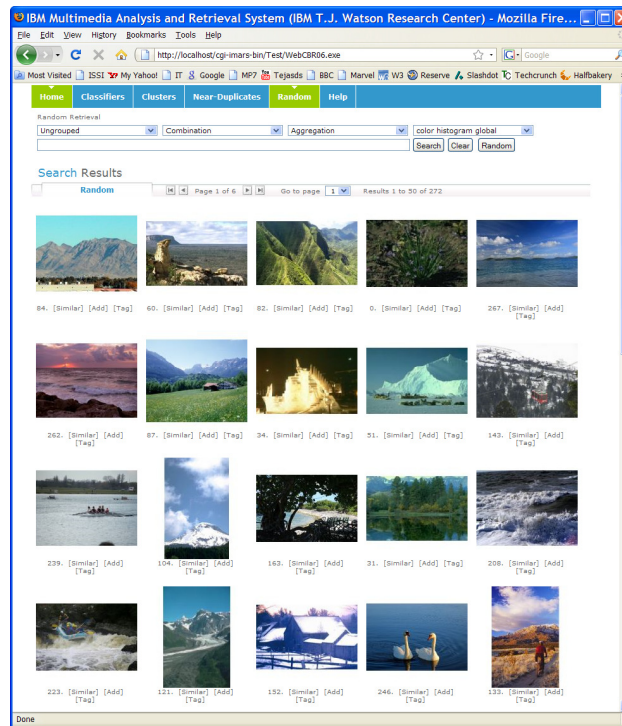 IBM Multimedia Analysis and Retrieval System (IBM T.J. Watson Research Center) - Mozilla Fire...
File Edit View History Bookmarks Tools Help
http://localhost/cgi-imars-bin/Test/WebCBR06.exe
Google
Most Visited ISSI My Yahoo! IT Google MP7 Tejasds BBC Marvel W3 Reserve Slashdot Techcrunch Halfbakery
Home Classifiers Clusters Near-Duplicates Random Help
Random Retrieval
Ungrouped Combination Aggregation color histogram global
Search Clear Random
Search Results
Random Page 1 of 6 Go to page 1 Results 1 to 50 of 272
84. [Similar] [Add] [Tag] 60. [Similar] [Add] [Tag] 82. [Similar] [Add] [Tag] 0. [Similar] [Add] [Tag] 267. [Similar] [Add]
[Tag]
262. [Similar] [Add] 87. [Similar] [Add] [Tag] 34. [Similar] [Add] [Tag] 51. [Similar] [Add] [Tag] 143. [Similar] [Add]
[Tag] [Tag]
239. [Similar] [Add] 104. [Similar] [Add] 163. [Similar] [Add] 31. [Similar] [Add] [Tag] 208. [Similar] [Add]
[Tag] [Tag] [Tag] [Tag]
223. [Similar] [Add] 121. [Similar] [Add] 152. [Similar] [Add] 246. [Similar] [Add] 133. [Similar] [Add]
[Tag] [Tag] [Tag] [Tag] [Tag]
Done